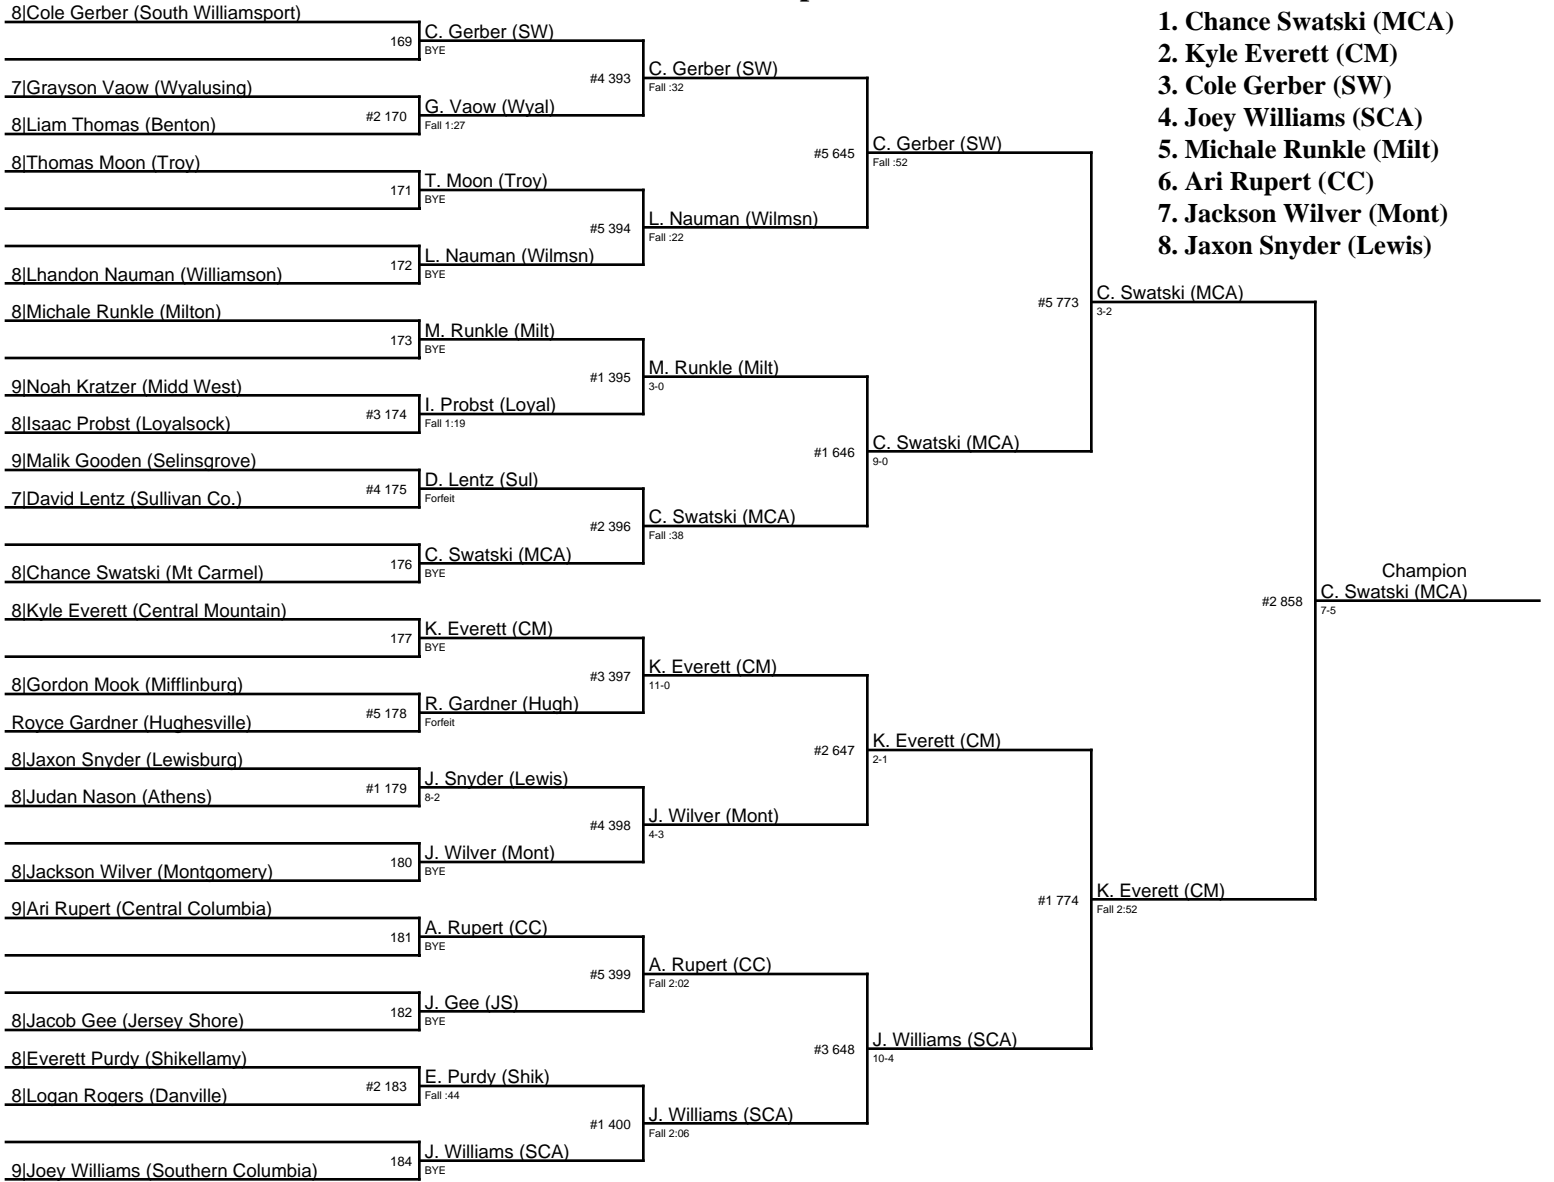 8|Cole Gerber (South Williamsport)
169
C. Gerber (SW)
BYE
7|Grayson Vaow (Wyalusing)
8|Liam Thomas (Benton)
#2 170
G. Vaow (Wyal)
Fall 1:27
#4 393
C. Gerber (SW)
Fall :32
8|Thomas Moon (Troy)
171
T. Moon (Troy)
BYE
8|Lhandon Nauman (Williamson)
172
L. Nauman (Wilmsn)
BYE
#5 394
L. Nauman (Wilmsn)
Fall :22
#5 645
C. Gerber (SW)
Fall :52
8|Michale Runkle (Milton)
173
M. Runkle (Milt)
BYE
9|Noah Kratzer (Midd West)
8|Isaac Probst (Loyalsock)
#3 174
I. Probst (Loyal)
Fall 1:19
#1 395
M. Runkle (Milt)
3-0
9|Malik Gooden (Selinsgrove)
7|David Lentz (Sullivan Co.)
#4 175
D. Lentz (Sul)
Forfeit
8|Chance Swatski (Mt Carmel)
176
C. Swatski (MCA)
BYE
#2 396
C. Swatski (MCA)
Fall :38
#1 646
C. Swatski (MCA)
9-0
#5 773
C. Swatski (MCA)
3-2
8|Kyle Everett (Central Mountain)
177
K. Everett (CM)
BYE
8|Gordon Mook (Mifflinburg)
Royce Gardner (Hughesville)
#5 178
R. Gardner (Hugh)
Forfeit
#3 397
K. Everett (CM)
11-0
8|Jaxon Snyder (Lewisburg)
8|Judan Nason (Athens)
#1 179
J. Snyder (Lewis)
8-2
8|Jackson Wilver (Montgomery)
180
J. Wilver (Mont)
BYE
#4 398
J. Wilver (Mont)
4-3
#2 647
K. Everett (CM)
2-1
9|Ari Rupert (Central Columbia)
181
A. Rupert (CC)
BYE
8|Jacob Gee (Jersey Shore)
182
J. Gee (JS)
BYE
#5 399
A. Rupert (CC)
Fall 2:02
8|Everett Purdy (Shikellamy)
8|Logan Rogers (Danville)
#2 183
E. Purdy (Shik)
Fall :44
9|Joey Williams (Southern Columbia)
184
J. Williams (SCA)
BYE
#1 400
J. Williams (SCA)
Fall 2:06
#3 648
J. Williams (SCA)
10-4
#1 774
K. Everett (CM)
Fall 2:52
#2 858
Champion
C. Swatski (MCA)
7-5
1. Chance Swatski (MCA)
2. Kyle Everett (CM)
3. Cole Gerber (SW)
4. Joey Williams (SCA)
5. Michale Runkle (Milt)
6. Ari Rupert (CC)
7. Jackson Wilver (Mont)
8. Jaxon Snyder (Lewis)